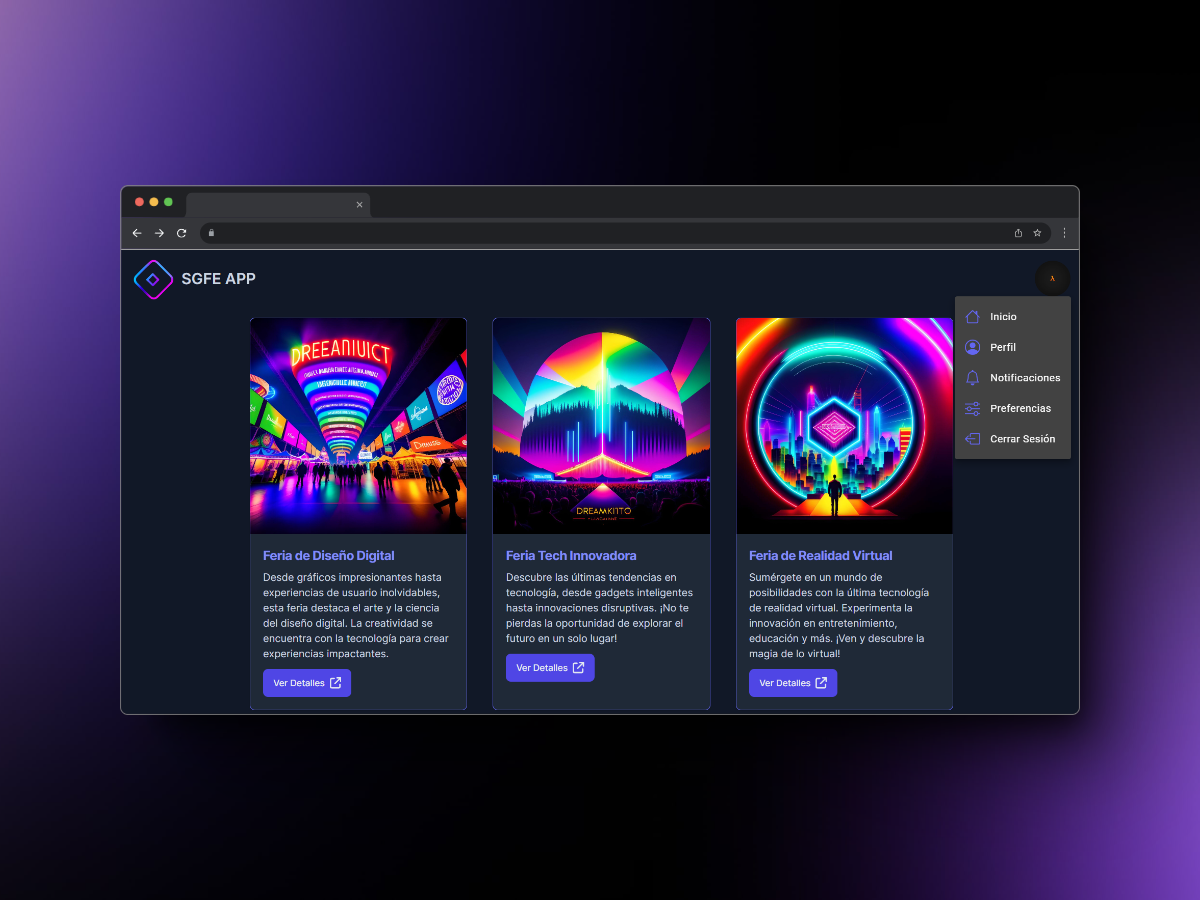 SGFE APP
λ
Inicio
Perfil
Notificaciones
Preferencias
Cerrar Sesión
DREEANIUICT
Feria de Diseño Digital
Desde gráficos impresionantes hasta
experiencias de usuario inolvidables,
esta feria destaca el arte y la ciencia
del diseño digital. La creatividad se
encuentra con la tecnología para crear
experiencias impactantes.
Ver Detalles
DREAMKITTO
Feria Tech Innovadora
Descubre las últimas tendencias en
tecnología, desde gadgets inteligentes
hasta innovaciones disruptivas. ¡No te
pierdas la oportunidad de explorar el
futuro en un solo lugar!
Ver Detalles
Feria de Realidad Virtual
Sumérgete en un mundo de
posibilidades con la última tecnología
de realidad virtual. Experimenta la
innovación en entretenimiento,
educación y más. ¡Ven y descubre la
magia de lo virtual!
Ver Detalles